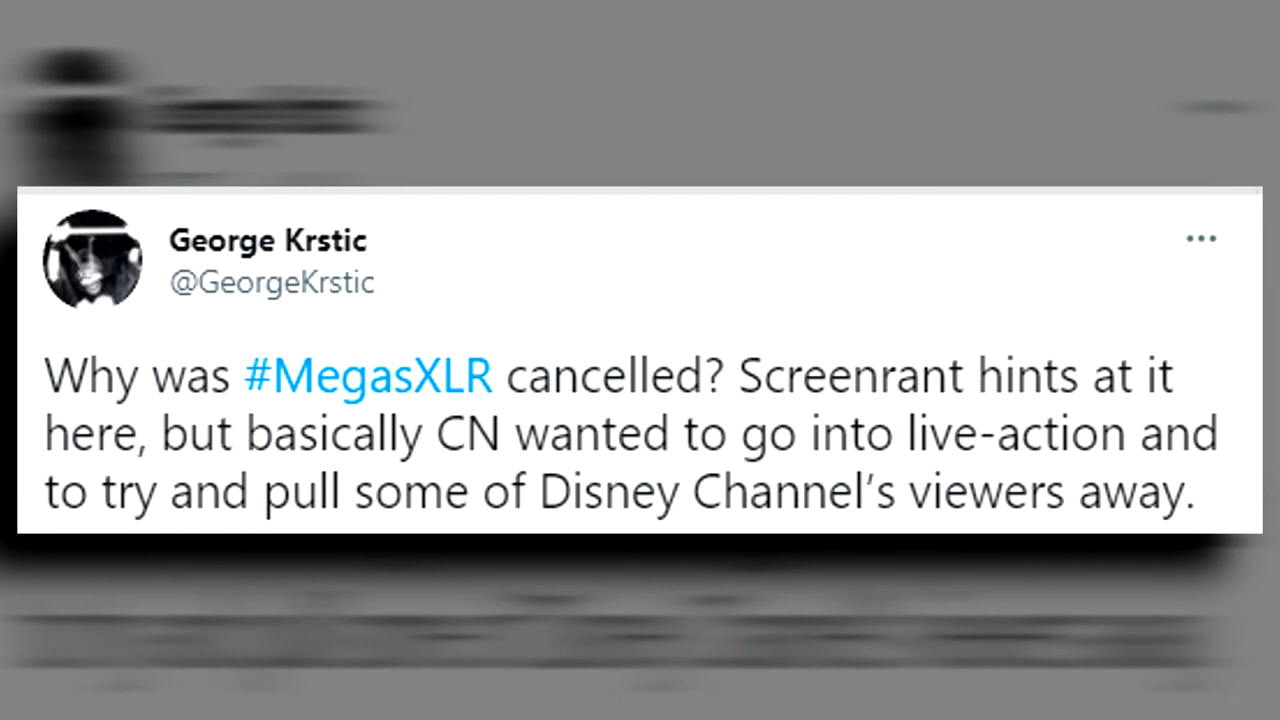 George Krstic
@GeorgeKrstic
Why was #MegasXLR cancelled? Screenrant hints at it
here, but basically CN wanted to go into live-action and
to try and pull some of Disney Channel’s viewers away.